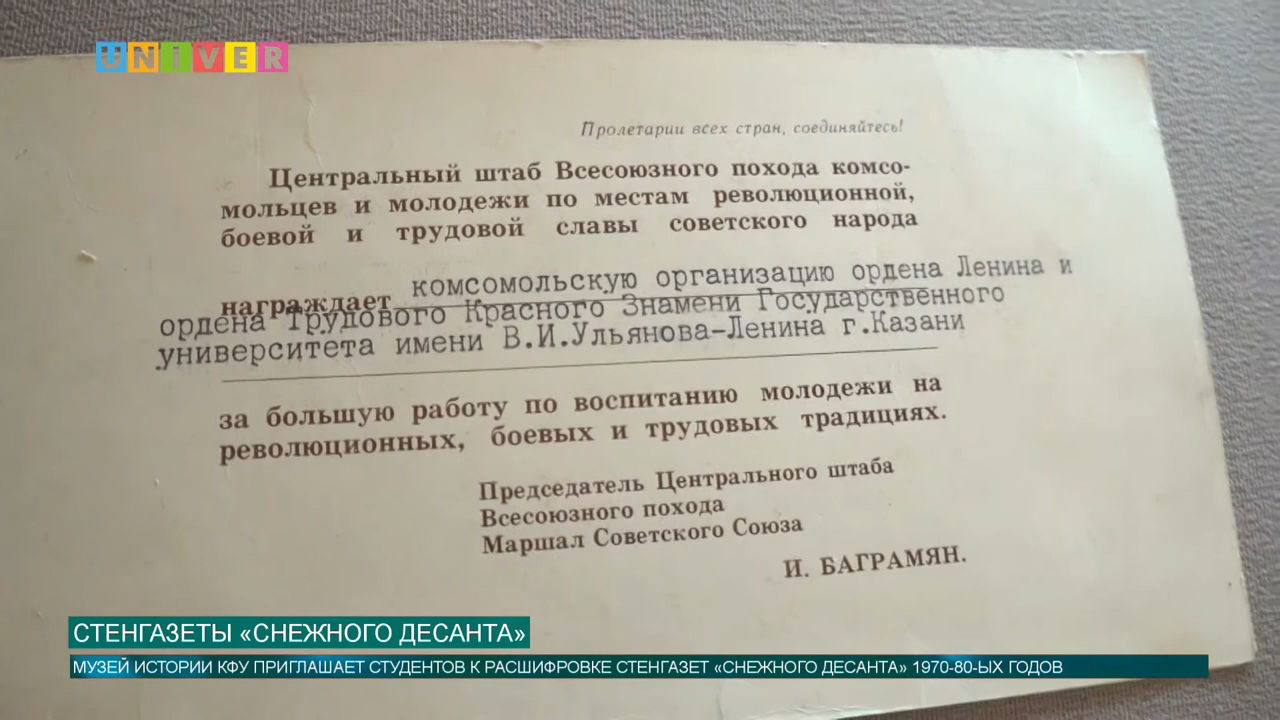 UNIVER
Пролетарии всех стран, соединяйтесь!
Центральный штаб Всесоюзного похода комсо-
мольцев и молодежи по местам революционной,
боевой и трудовой славы советского народа
награждает комсомольскую организацию ордена Ленина и
ордена Трудового Красного Знамени Государственного
университета имени В.И.Ульянова-Ленина г.Казани
за большую работу по воспитанию молодежи на
революционных, боевых и трудовых традициях.
Председатель Центрального штаба
Всесоюзного похода
Маршал Советского Союза
И. БАГРАМЯН.
СТЕНГАЗЕТЫ «СНЕЖНОГО ДЕСАНТА»
МУЗЕЙ ИСТОРИИ КФУ ПРИГЛАШАЕТ СТУДЕНТОВ К РАСШИФРОВКЕ СТЕНГАЗЕТ «СНЕЖНОГО ДЕСАНТА» 1970-80-ЫХ ГОДОВ